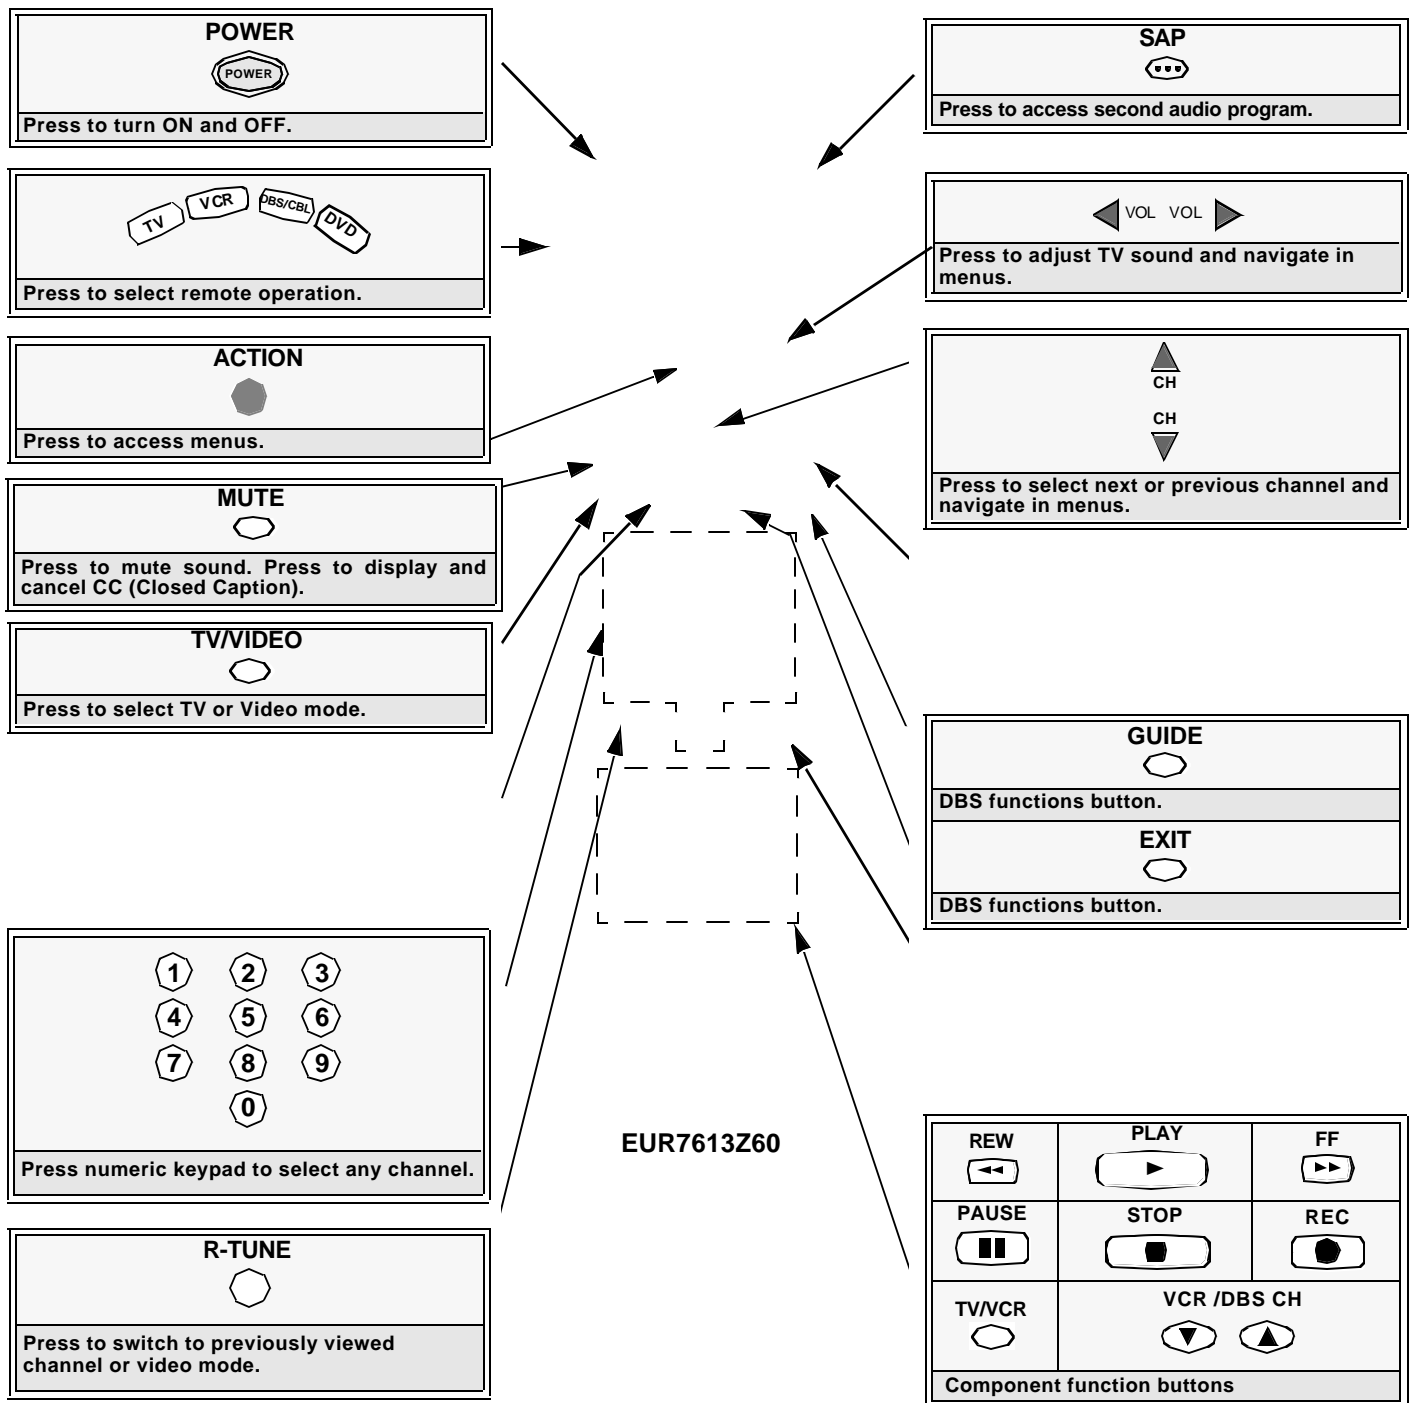 POWER
POWER
Press to turn ON and OFF.
TV VCR DBS/CBL DVD
Press to select remote operation.
ACTION
Press to access menus.
MUTE
Press to mute sound. Press to display and
cancel CC (Closed Caption).
TV/VIDEO
Press to select TV or Video mode.
1 2 3
4 5 6
7 8 9
0
Press numeric keypad to select any channel.
R-TUNE
Press to switch to previously viewed
channel or video mode.
EUR7613Z60
SAP
Press to access second audio program.
VOL VOL
Press to adjust TV sound and navigate in
menus.
CH
CH
Press to select next or previous channel and
navigate in menus.
GUIDE
DBS functions button.
EXIT
DBS functions button.
REW PLAY FF
PAUSE STOP REC
TV/VCR VCR /DBS CH
Component function buttons